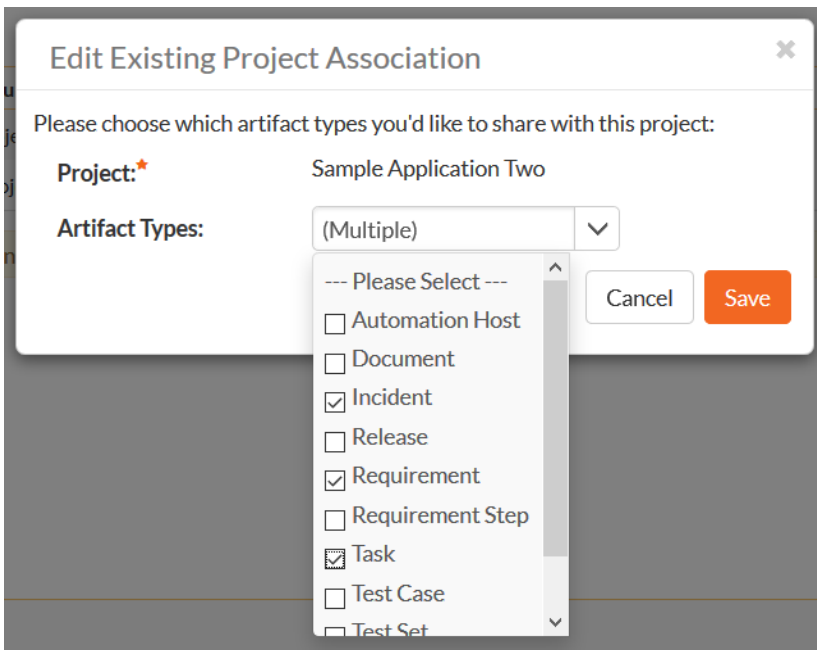 Edit Existing Project Association
Please choose which artifact types you'd like to share with this project:
Project:* Sample Application Two
Artifact Types: (Multiple)
--- Please Select ---
Cancel Save
Automation Host
Document
Incident
Release
Requirement
Requirement Step
Task
Test Case
Test Set